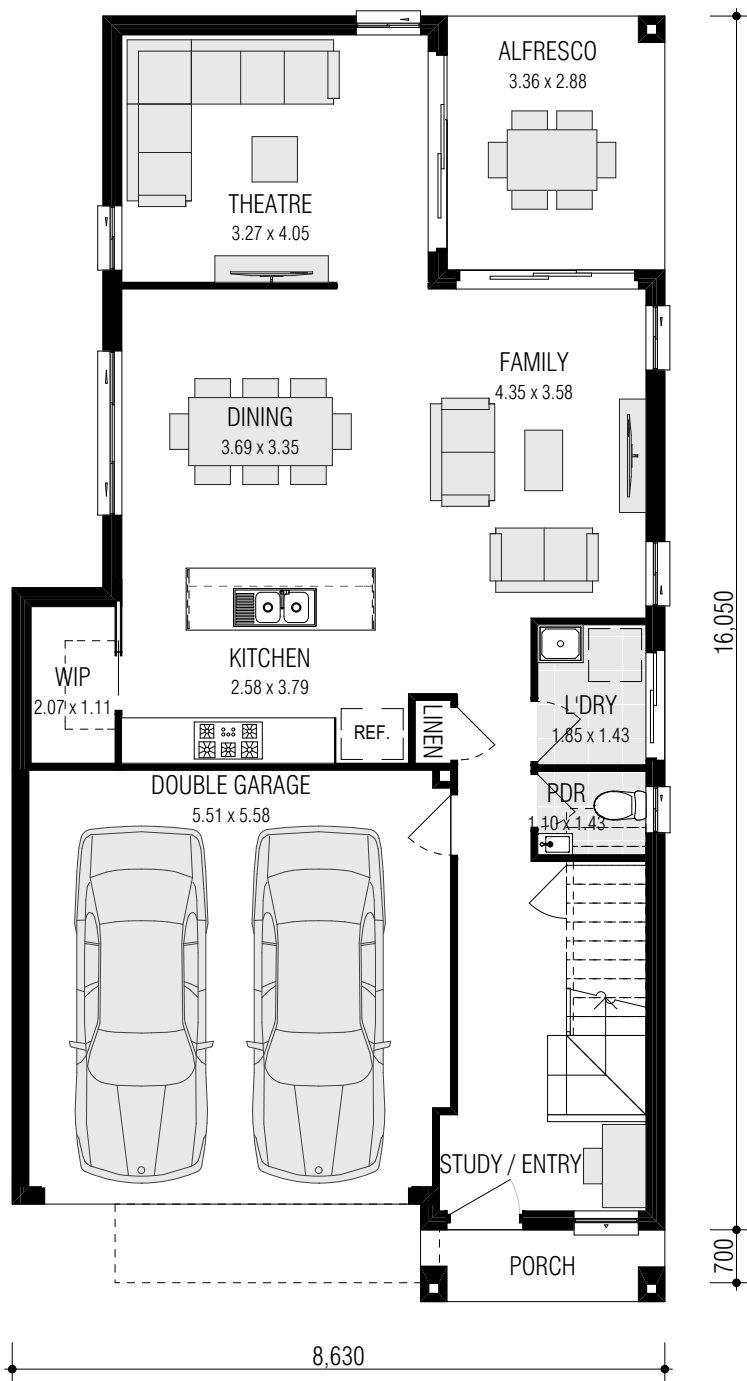 ALFRESCO
3.36 x 2.88
THEATRE
3.27 x 4.05
FAMILY
4.35 x 3.58
DINING
3.69 x 3.35
16,050
KITCHEN
2.58 x 3.79
WIP
2.07 x 1.11
L'DRY
1.85 x 1.43
LINEN
REF.
DOUBLE GARAGE
5.51 x 5.58
PDR
1.10 x 1.43
STUDY / ENTRY
PORCH
700
8,630